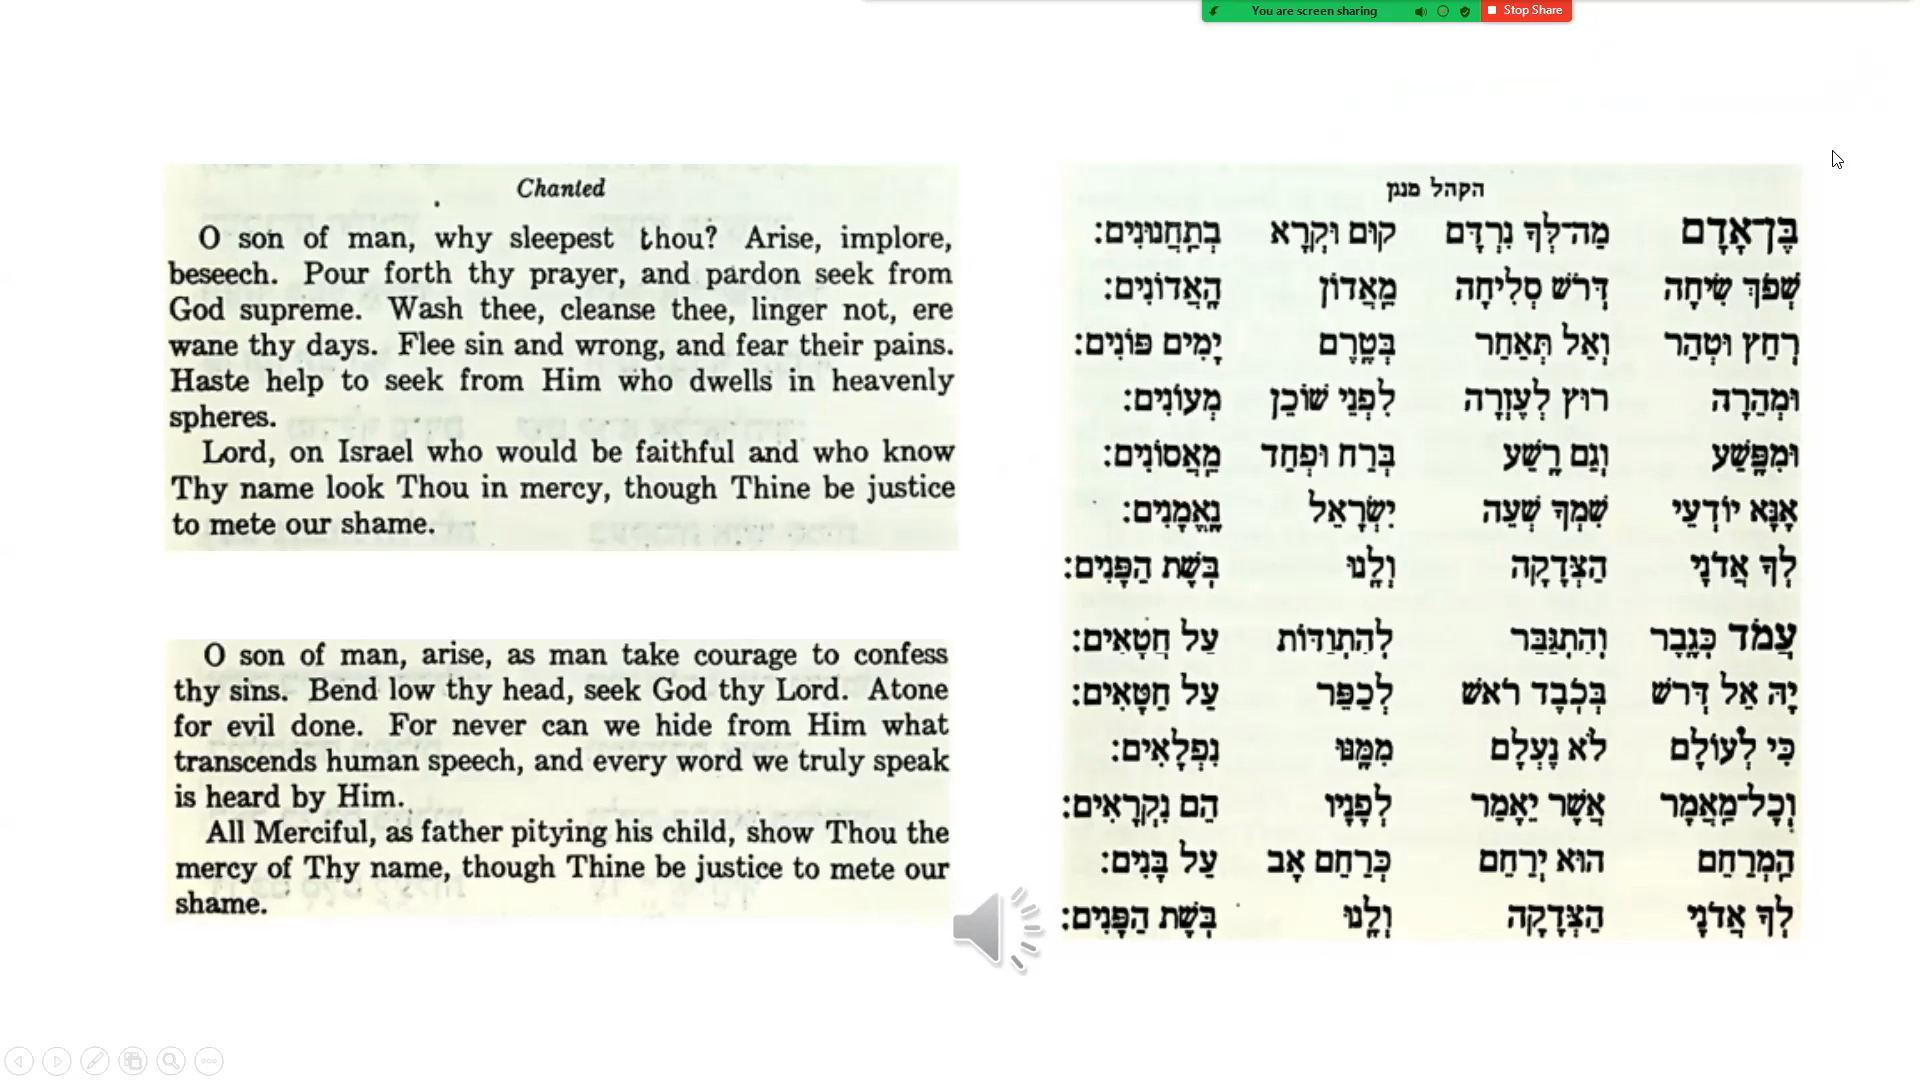 You are screen sharing
Stop Share
Chanted
O son of man, why sleepest thou? Arise, implore,
beseech. Pour forth thy prayer, and pardon seek from
God supreme. Wash thee, cleanse thee, linger not, ere
wane thy days. Flee sin and wrong, and fear their pains.
Haste help to seek from Him who dwells in heavenly
spheres.
Lord, on Israel who would be faithful and who know
Thy name look Thou in mercy, though Thine be justice
to mete our shame.
O son of man, arise, as man take courage to confess
thy sins. Bend low thy head, seek God thy Lord. Atone
for evil done. For never can we hide from Him what
transcends human speech, and every word we truly speak
is heard by Him.
All Merciful, as father pitying his child, show Thou the
mercy of Thy name, though Thine be justice to mete our
shame.
הקהל מנגן
בֶּן־אָדָם מַה־לְּךָ נִרְדָּם קוּם וּקְרָא בְּתַחֲנוּנִים:
שְׁפֹךְ שִׂיחָה דְּרֹשׁ סְלִיחָה מֵאֲדוֹן הָאֲדוֹנִים:
רְחַץ וּטְהַר וְאַל תְּאַחַר בְּטֶרֶם יָמִים פּוֹנִים:
וּמְהֵרָה רוּץ לְעֶזְרָה לִפְנֵי שׁוֹכֵן מְעוֹנִים:
וּמִפֶּשַׁע וְגַם רֶשַׁע בְּרַח וּפְחַד מֵאֲסוֹנִים:
אָנָּא יוֹדְעֵי שִׁמְךָ שְׁעֵה יִשְׂרָאֵל נֶאֱמָנִים:
לְךָ אֲדֹנָי הַצְּדָקָה וְלָנוּ בֹּשֶׁת הַפָּנִים:
עֲמֹד כְּגֶבֶר וְהִתְגַּבֵּר לְהִתְוַדּוֹת עַל חֲטָאִים:
יָהּ אֵל דְּרֹשׁ בְּכֹבֶד רֹאשׁ לְכַפֵּר עַל חַטָּאִים:
כִּי לְעוֹלָם לֹא נֶעְלָם מִמֶּנּוּ נִפְלָאִים:
וְכָל־מַאֲמָר אֲשֶׁר יֵאָמַר לְפָנָיו הֵם נִקְרָאִים:
הַמְרַחֵם הוּא יְרַחֵם כְּרַחֵם אָב עַל בָּנִים:
לְךָ אֲדֹנָי הַצְּדָקָה וְלָנוּ בֹּשֶׁת הַפָּנִים: